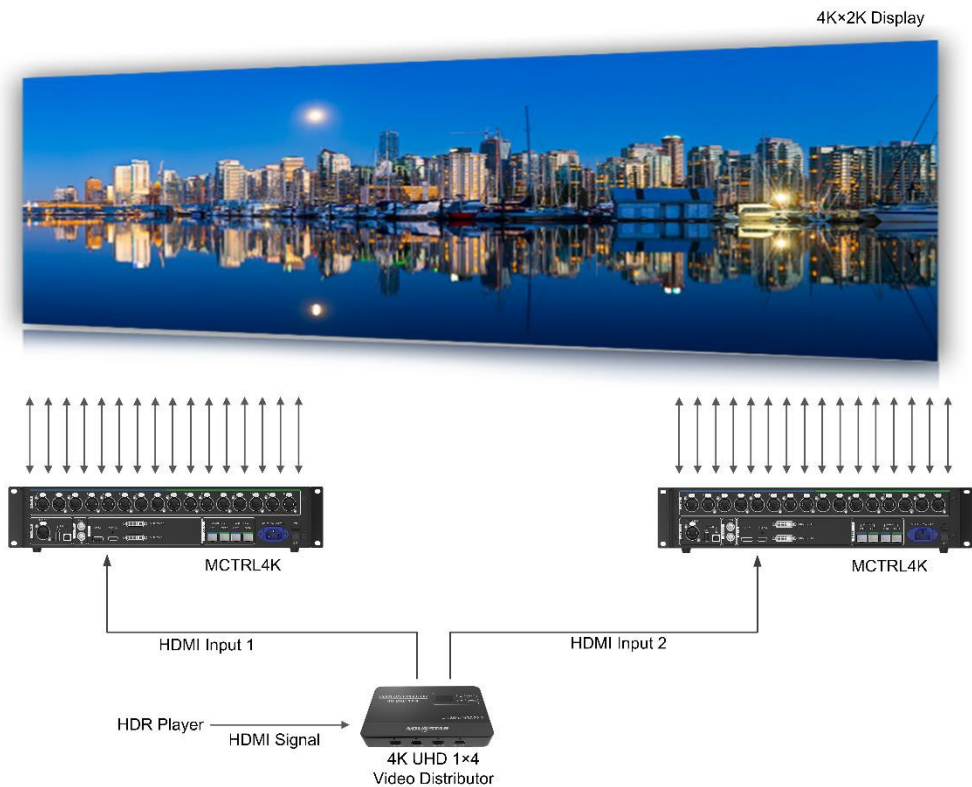 4K×2K Display
MCTRL4K
MCTRL4K
HDMI Input 1
HDMI Input 2
HDR Player
HDMI Signal
4K UHD 1×4
Video Distributor